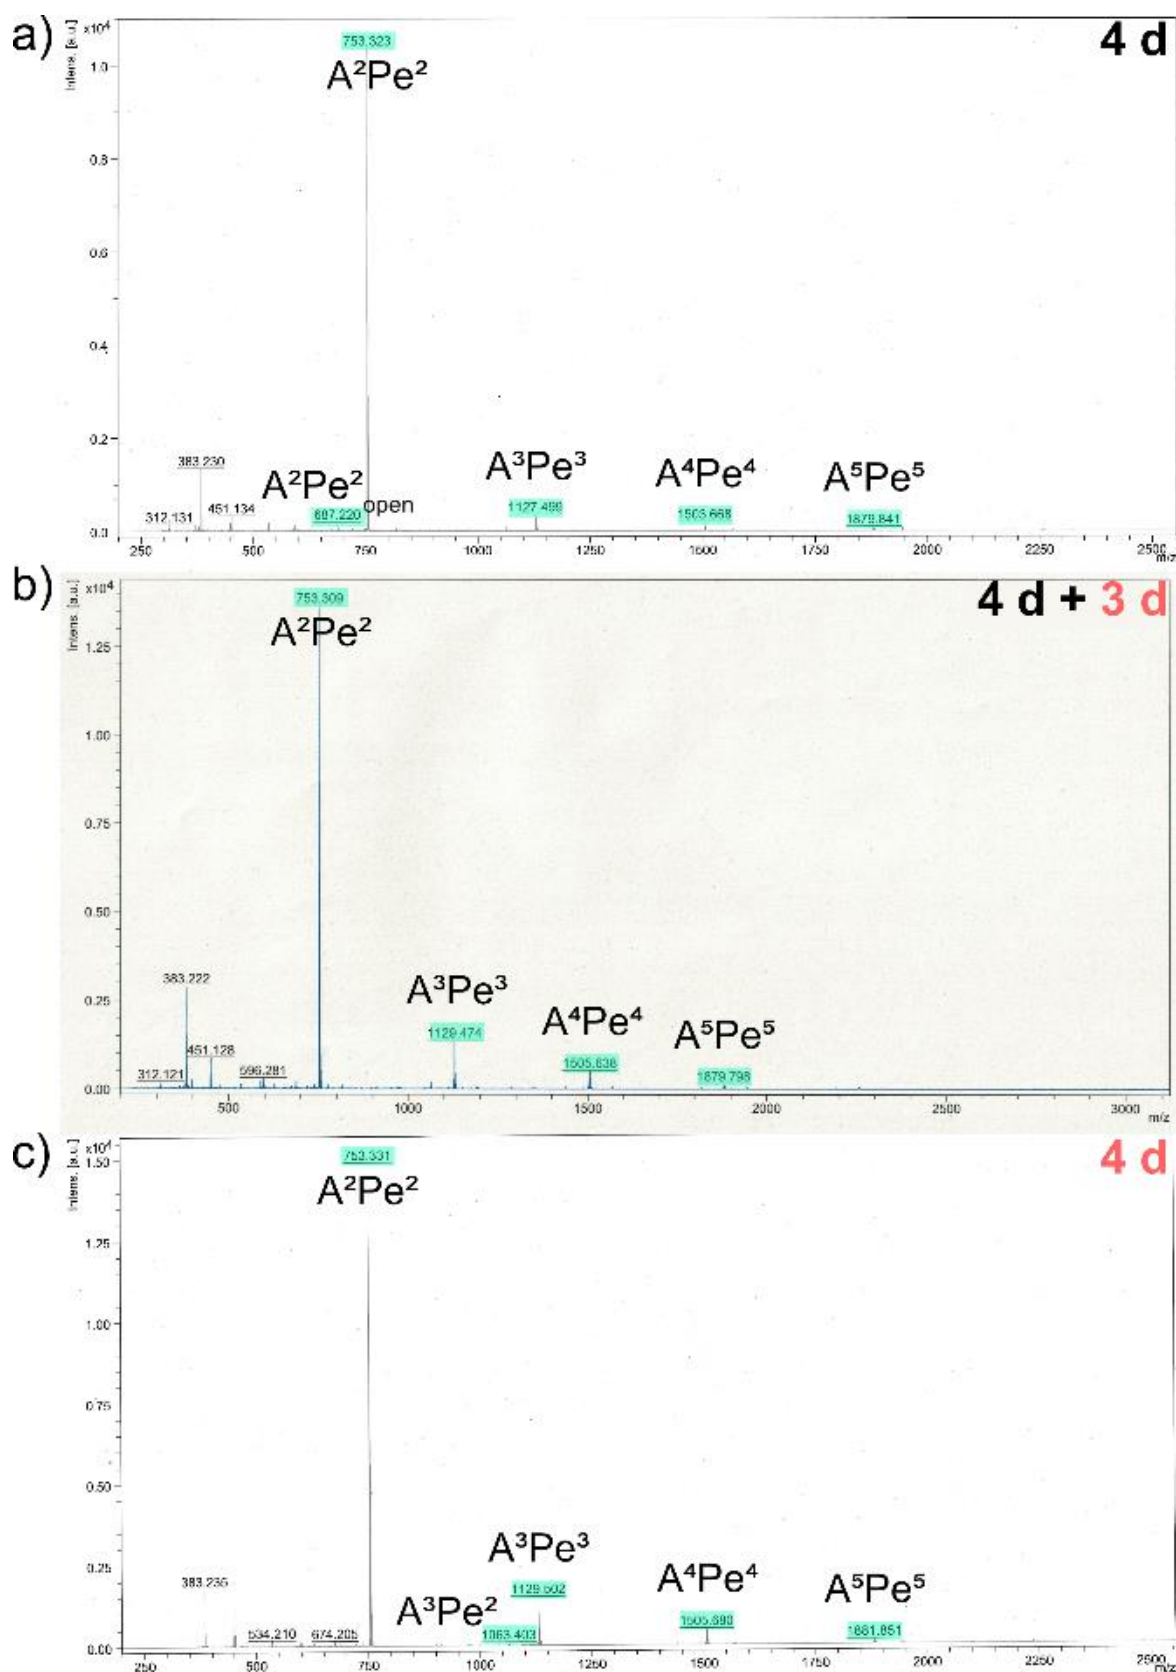 a)
Intens. [a.u.]
x10⁴
4 d
753.323
A²Pe²
1.0
0.8
0.6
0.4
0.2
0.0
383.230
312.131
451.134
A²Pe²
687.220
open
A³Pe³
1127.499
A⁴Pe⁴
1503.668
A⁵Pe⁵
1879.841
250 500 750 1000 1250 1500 1750 2000 2250 2500
m/z
b)
Intens. [a.u.]
x10⁴
4 d + 3 d
753.309
A²Pe²
1.25
1.00
0.75
0.50
0.25
0.00
383.222
312.121
451.128
596.281
A³Pe³
1129.474
A⁴Pe⁴
1505.638
A⁵Pe⁵
1879.798
500 1000 1500 2000 2500 3000
m/z
c)
Intens. [a.u.]
x10⁴
4 d
753.331
A²Pe²
1.50
1.25
1.00
0.75
0.50
0.25
0.00
383.235
534.210
674.205
A³Pe²
1063.403
A³Pe³
1129.502
A⁴Pe⁴
1505.690
A⁵Pe⁵
1881.851
250 500 750 1000 1250 1500 1750 2000 2250 2500
m/z